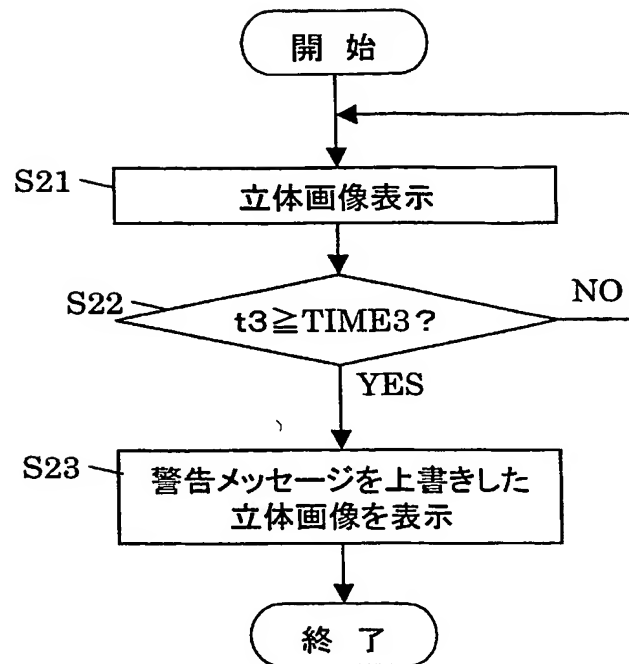 開 始
S21
立体画像表示
S22
t3≧TIME3?
NO
YES
S23
警告メッセージを上書きした
立体画像を表示
終 了